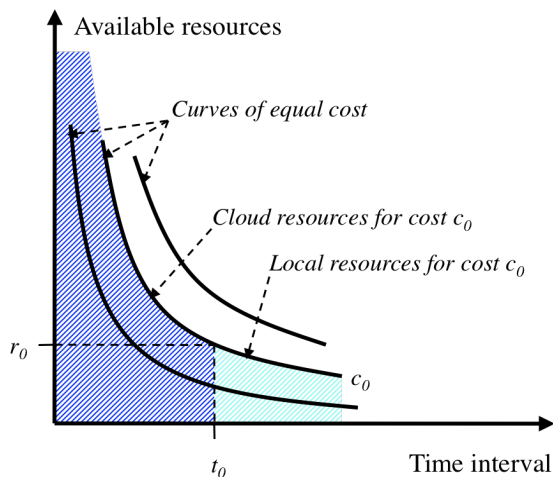 Available resources
Curves of equal cost
Cloud resources for cost c₀
Local resources for cost c₀
r₀
c₀
t₀
Time interval